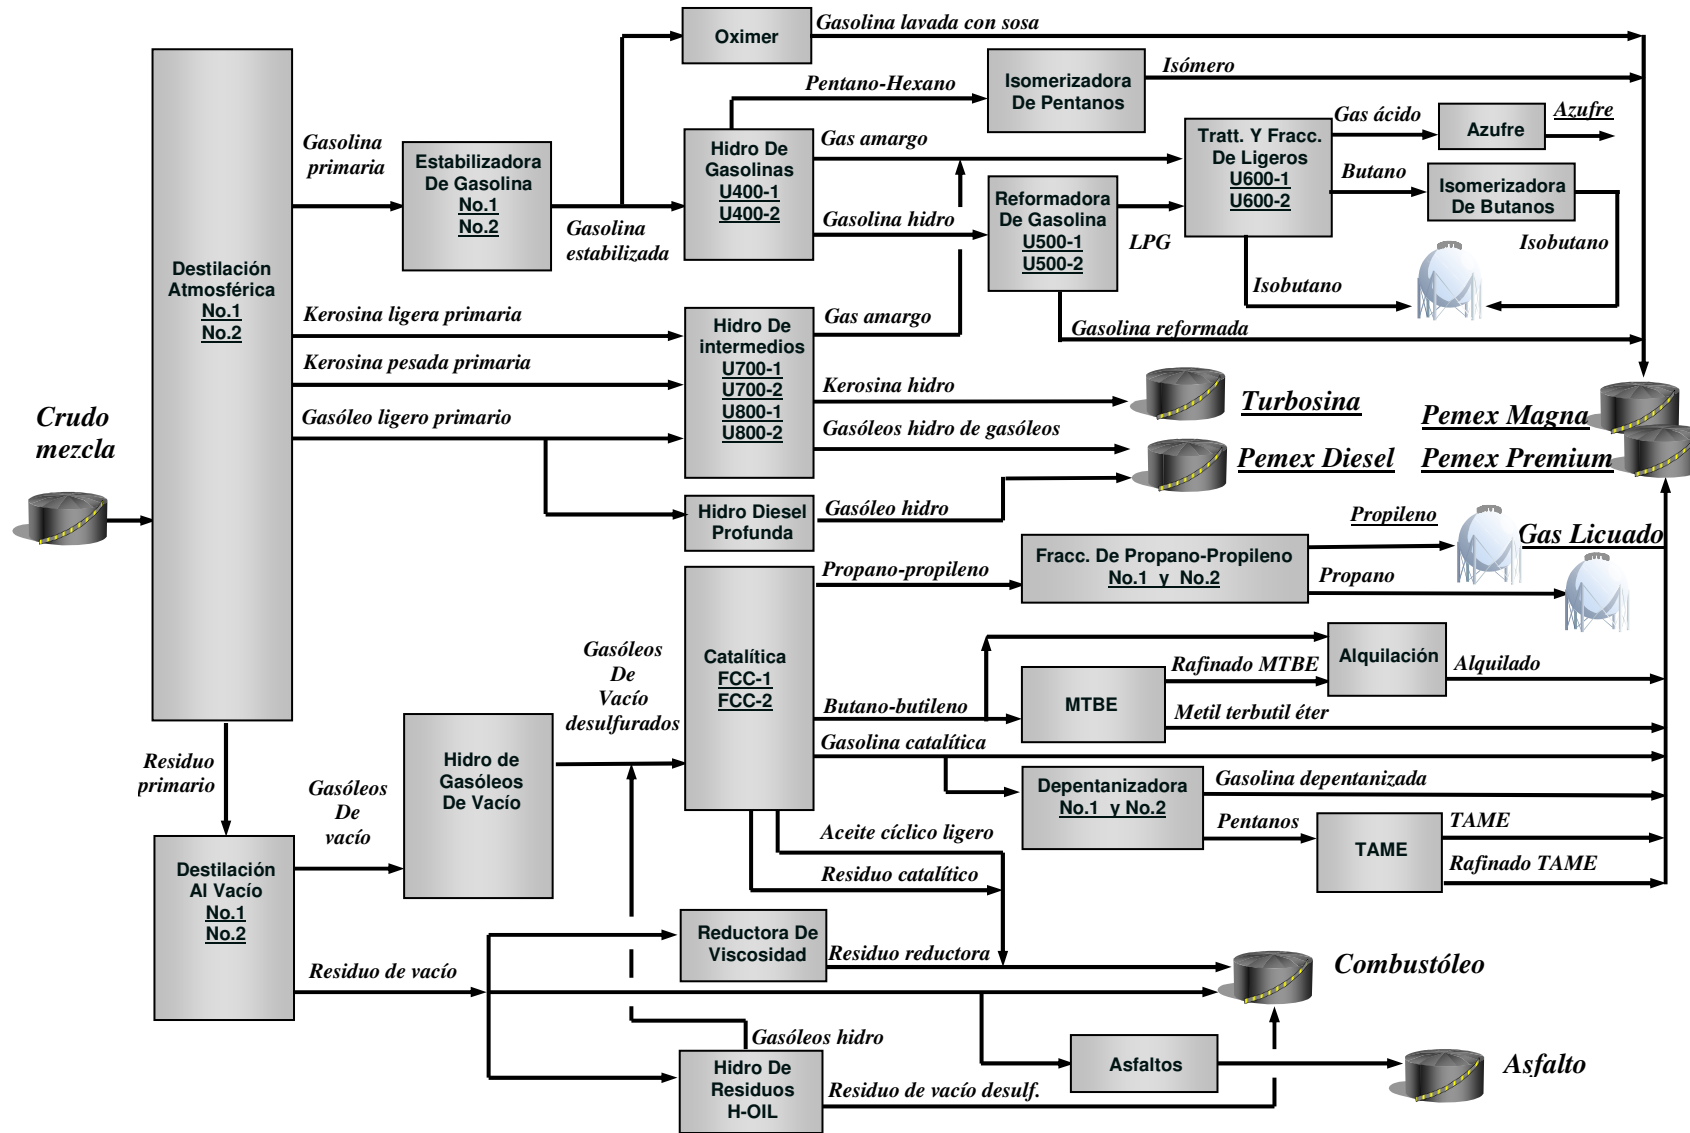 Gasolina lavada con sosa
Oximer
Pentano-Hexano
Isomerizadora
De Pentanos
Isómero
Gasolina
primaria
Estabilizadora
De Gasolina
No.1
No.2
Gasolina
estabilizada
Hidro De
Gasolinas
U400-1
U400-2
Gas amargo
Gasolina hidro
Reformadora
De Gasolina
U500-1
U500-2
LPG
Tratt. Y Fracc.
De Ligeros
U600-1
U600-2
Gas ácido
Azufre
Azufre
Butano
Isomerizadora
De Butanos
Isobutano
Isobutano
Gasolina reformada
Destilación
Atmosférica
No.1
No.2
Kerosina ligera primaria
Kerosina pesada primaria
Gasóleo ligero primario
Hidro De
intermedios
U700-1
U700-2
U800-1
U800-2
Gas amargo
Kerosina hidro
Gasóleos hidro de gasóleos
Turbosina
Pemex Diesel
Pemex Magna
Pemex Premium
Crudo
mezcla
Hidro Diesel
Profunda
Gasóleo hidro
Propano-propileno
Fracc. De Propano-Propileno
No.1 y No.2
Propileno
Gas Licuado
Propano
Gasóleos
De
Vacío
desulfurados
Catalítica
FCC-1
FCC-2
Butano-butileno
MTBE
Rafinado MTBE
Alquilación
Alquilado
Metil terbutil éter
Gasolina catalítica
Depentanizadora
No.1 y No.2
Gasolina depentanizada
Pentanos
TAME
TAME
Rafinado TAME
Residuo
primario
Gasóleos
De
vacío
Hidro de
Gasóleos
De Vacío
Aceite cíclico ligero
Residuo catalítico
Destilación
Al Vacío
No.1
No.2
Residuo de vacío
Reductora De
Viscosidad
Residuo reductora
Combustóleo
Gasóleos hidro
Hidro De
Residuos
H-OIL
Residuo de vacío desulf.
Asfaltos
Asfalto